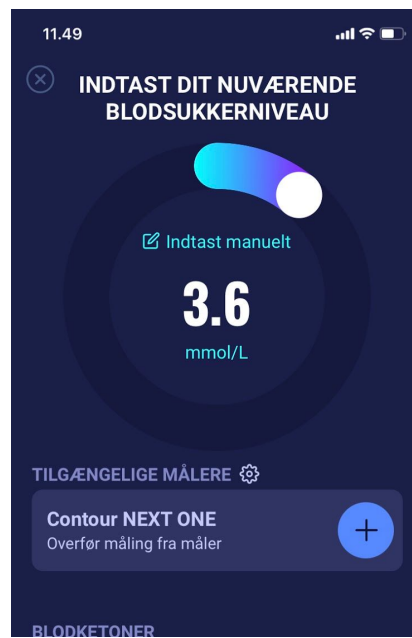 11.49
INDTAST DIT NUVÆRENDE
BLODSUKKERNIVEAU
Indtast manuelt
3.6
mmol/L
TILGÆNGELIGE MÅLERE
Contour NEXT ONE
Overfør måling fra måler
BLODKETONER